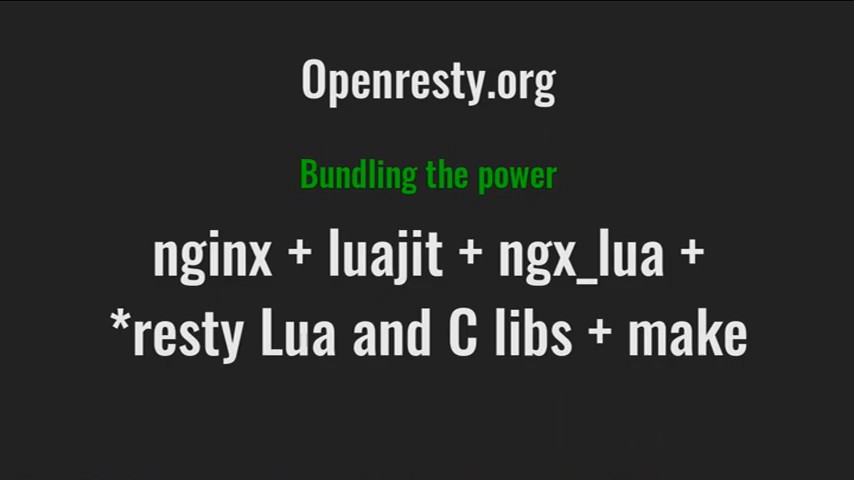 Openresty.org
Bundling the power
nginx + luajit + ngx_lua +
*resty Lua and C libs + make